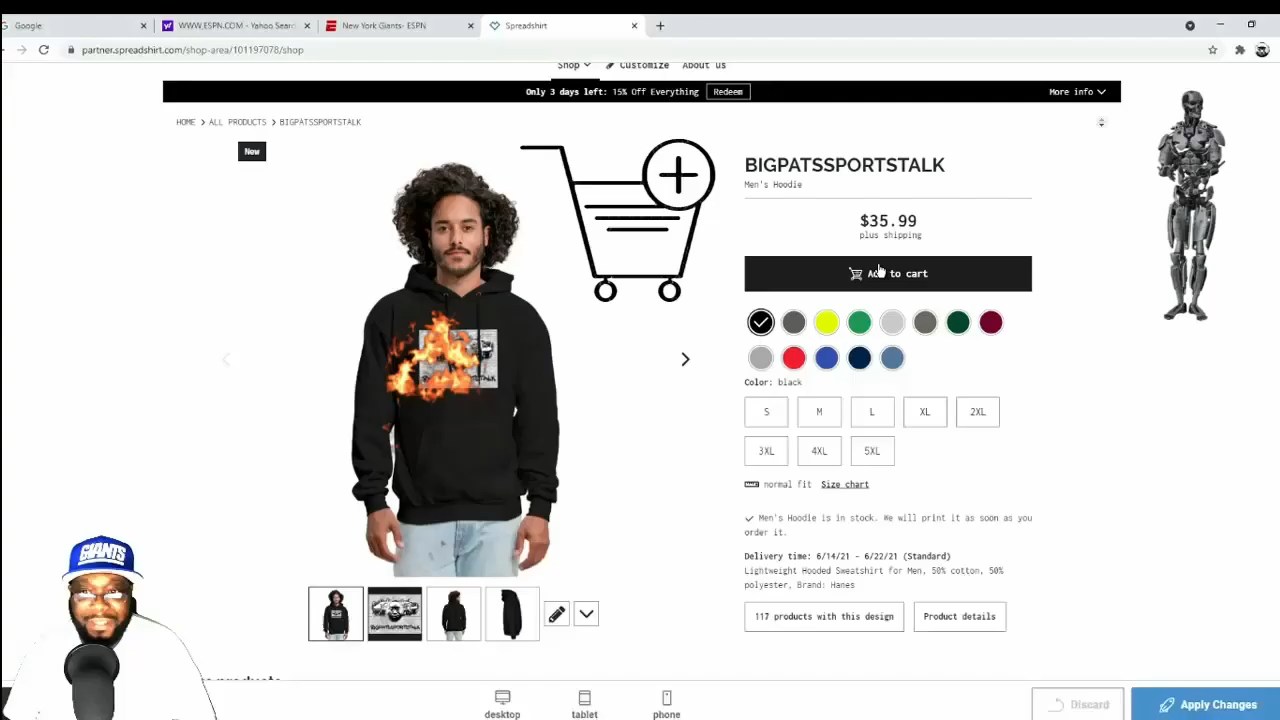 Google
WWW.ESPN.COM - Yahoo Searc
New York Giants- ESPN
Spreadshirt
partner.spreadshirt.com/shop-area/101197078/shop
Shop Customize About us
Only 3 days left: 15% Off Everything Redeem
More info
HOME > ALL PRODUCTS > BIGPATSSPORTSTALK
New
BIGPATSSPORTSTALK
Men's Hoodie
$35.99
plus shipping
Add to cart
Color: black
S M L XL 2XL
3XL 4XL 5XL
normal fit Size chart
Men's Hoodie is in stock. We will print it as soon as you
order it.
Delivery time: 6/14/21 - 6/22/21 (Standard)
Lightweight Hooded Sweatshirt for Men, 50% cotton, 50%
polyester, Brand: Hanes
117 products with this design
Product details
GIANTS
BIGPATSSPORTSTALK
desktop
tablet
phone
Discard
Apply Changes